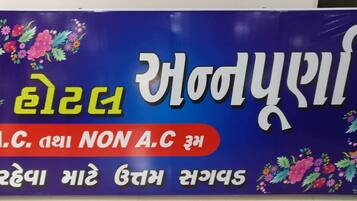 હોટલ અન્નપૂર્ણા
A.C. તથા NON A.C રૂમ
રહેવા માટે ઉત્તમ સગવડ